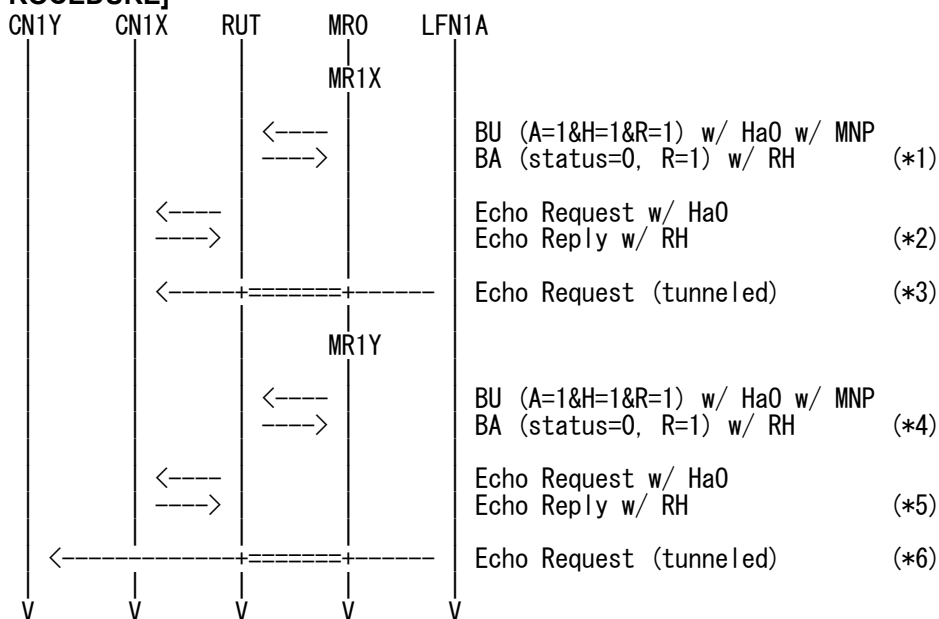 ROCEDURE]
CN1Y CN1X RUT MR0 LFN1A
MR1X
<---- BU (A=1&H=1&R=1) w/ HaO w/ MNP
----> BA (status=0, R=1) w/ RH (*1)
<---- Echo Request w/ HaO
----> Echo Reply w/ RH (*2)
<-----+=======+------ Echo Request (tunneled) (*3)
MR1Y
<---- BU (A=1&H=1&R=1) w/ HaO w/ MNP
----> BA (status=0, R=1) w/ RH (*4)
<---- Echo Request w/ HaO
----> Echo Reply w/ RH (*5)
<-------------+=======+------ Echo Request (tunneled) (*6)
V V V V V